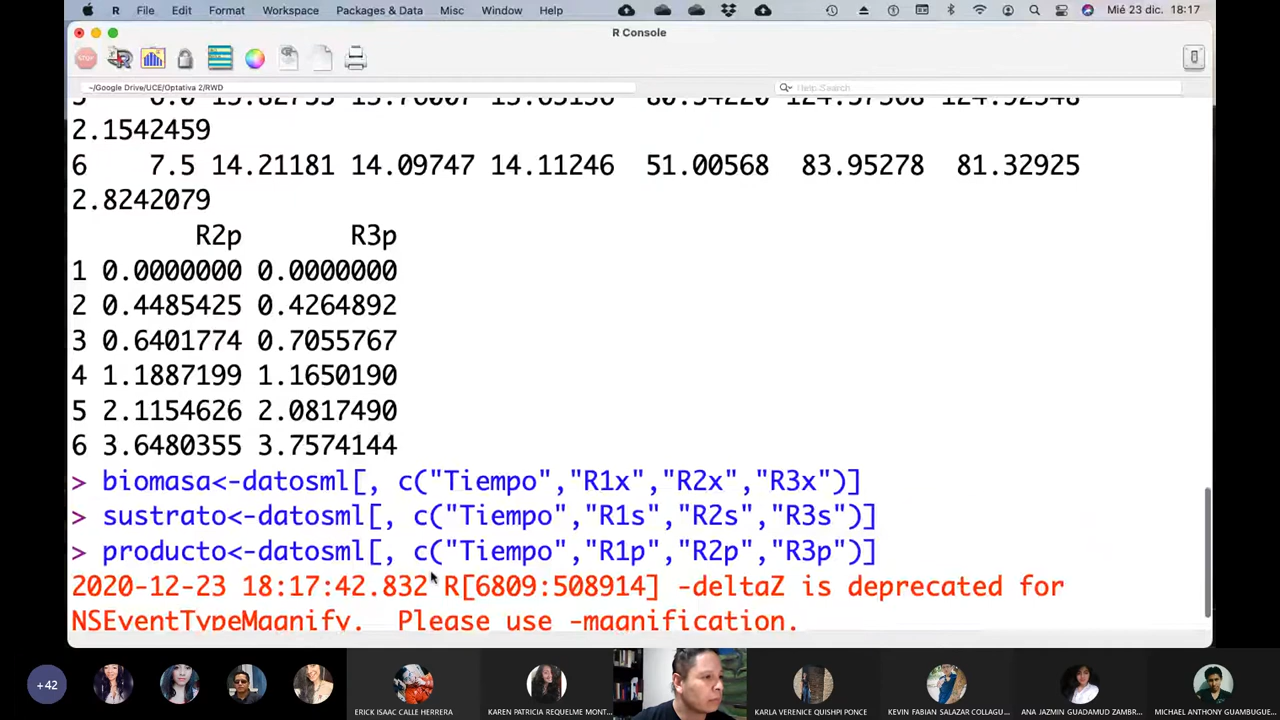 R File Edit Format Workspace Packages & Data Misc Window Help Mié 23 dic. 18:17
R Console
~/Google Drive/UCE/Optativa 2/RWD
Help Search
2.1542459
6 7.5 14.21181 14.09747 14.11246 51.00568 83.95278 81.32925
2.8242079
R2p R3p
1 0.0000000 0.0000000
2 0.4485425 0.4264892
3 0.6401774 0.7055767
4 1.1887199 1.1650190
5 2.1154626 2.0817490
6 3.6480355 3.7574144
> biomasa<-datosml[, c("Tiempo","R1x","R2x","R3x")]
> sustrato<-datosml[, c("Tiempo","R1s","R2s","R3s")]
> producto<-datosml[, c("Tiempo","R1p","R2p","R3p")]
2020-12-23 18:17:42.832 R[6809:508914] -deltaZ is deprecated for
NSEventTypeMagnify. Please use -magnification.
+42
ERICK ISAAC CALLE HERRERA
KAREN PATRICIA REQUELME MONT...
KARLA VERENICE QUISHPI PONCE
KEVIN FABIAN SALAZAR COLLAGU...
ANA JAZMIN GUADAMUD ZAMBR...
MICHAEL ANTHONY GUAMBUGUE...